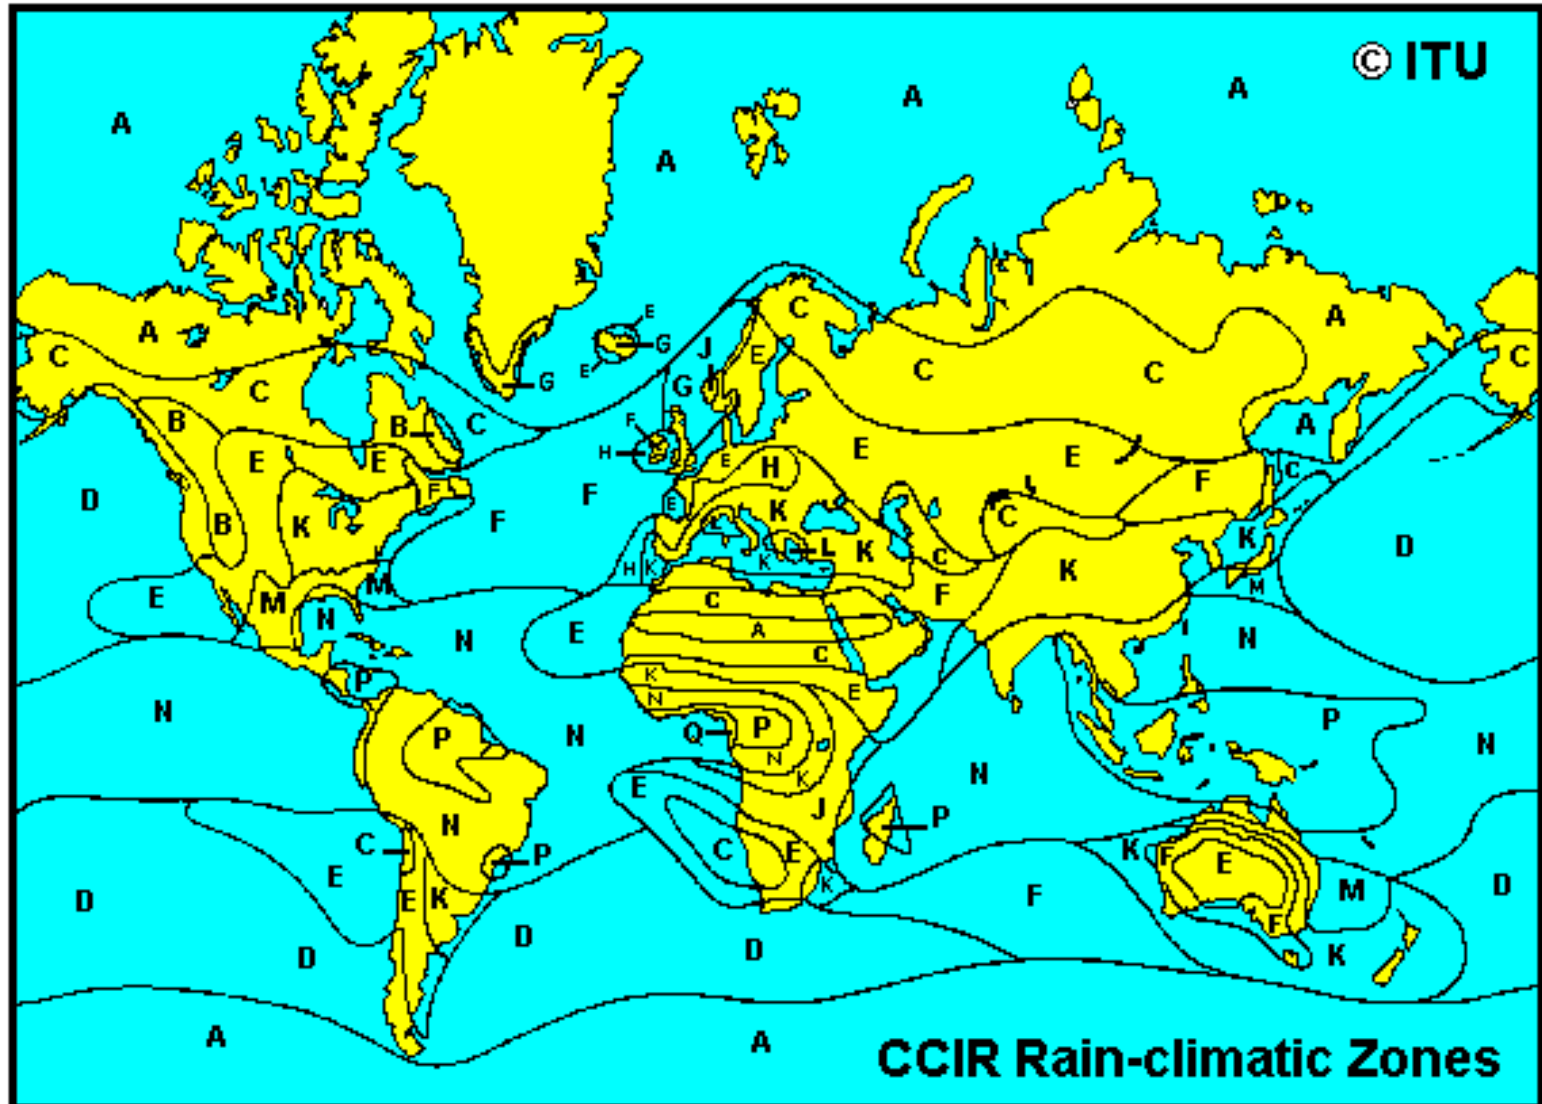 © ITU
A A A
A
E
A C A
C J E G C
E G C C
B C G
F
B C A
H E
E E E H E
D F E F C
F B K F K C K D
L K L K
H K C K
E M M C F M
N E A N
N C
P K E
N N
N Q P P
N N
E K N
J P
N
C P C E K F E
E M D
D E K F F
D D K
D
A A
CCIR Rain-climatic Zones